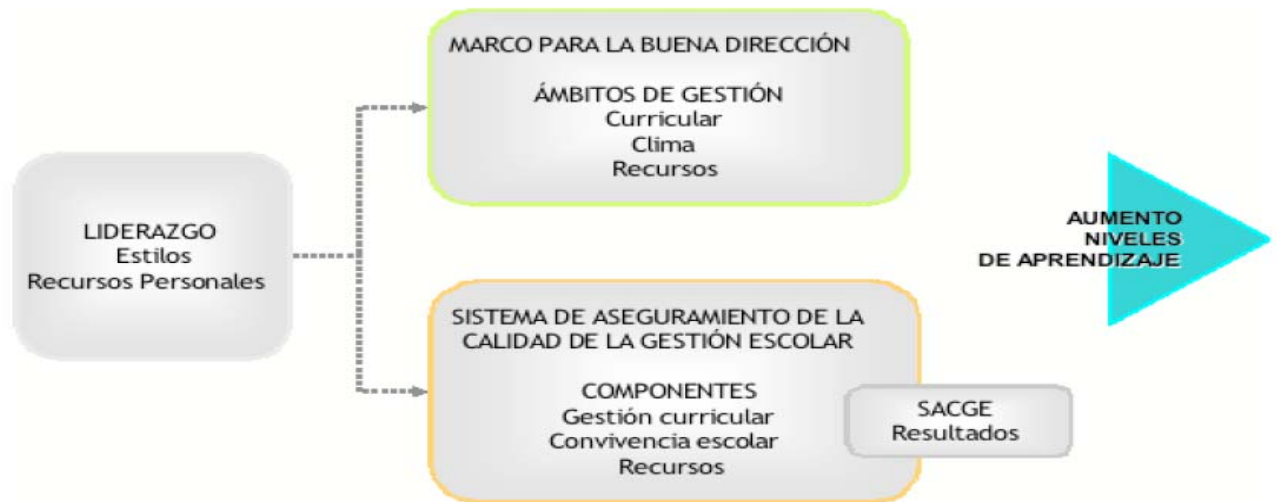 LIDERAZGO
Estilos
Recursos Personales
MARCO PARA LA BUENA DIRECCIÓN
ÁMBITOS DE GESTIÓN
Curricular
Clima
Recursos
SISTEMA DE ASEGURAMIENTO DE LA
CALIDAD DE LA GESTIÓN ESCOLAR
COMPONENTES
Gestión curricular
Convivencia escolar
Recursos
SACGE
Resultados
AUMENTO
NIVELES
DE APRENDIZAJE